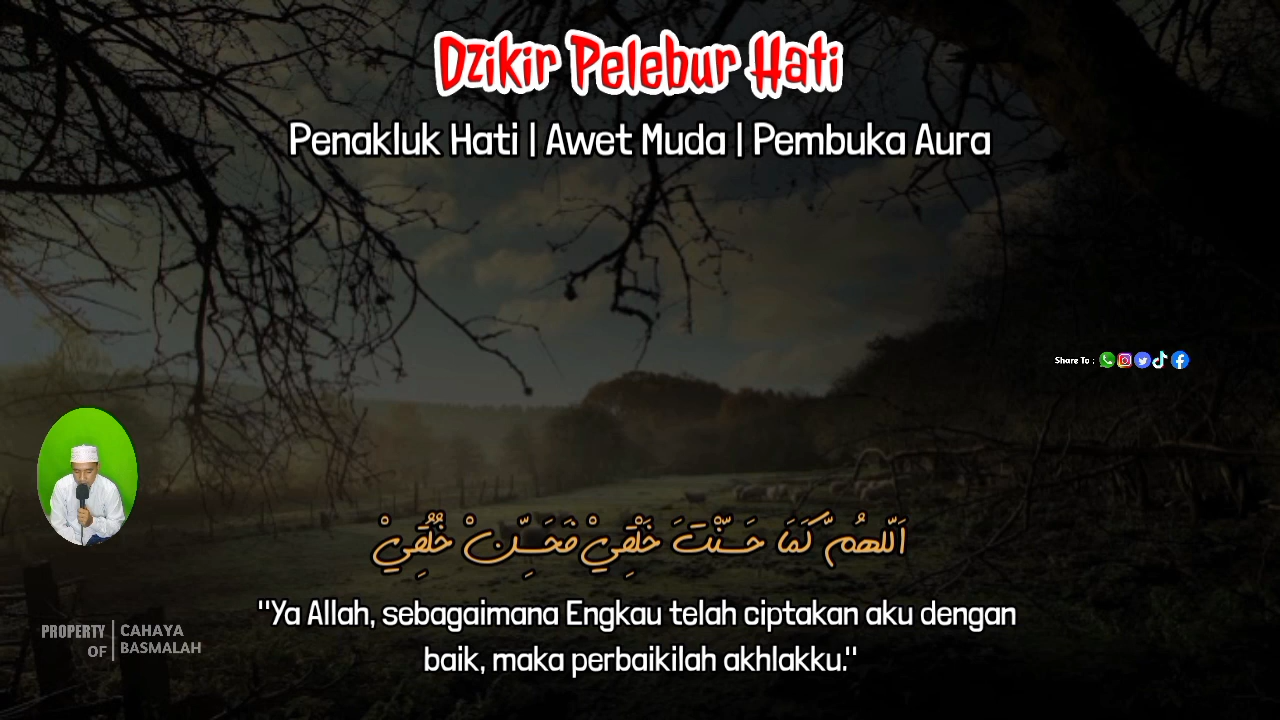 Dzikir Pelebur Hati
Penakluk Hati | Awet Muda | Pembuka Aura
Share To :
اَللّٰهُمَّ كَمَا حَسَّنْتَ خَلْقِيْ فَحَسِّنْ خُلُقِيْ
"Ya Allah, sebagaimana Engkau telah ciptakan aku dengan
baik, maka perbaikilah akhlakku."
PROPERTY OF | CAHAYA BASMALAH